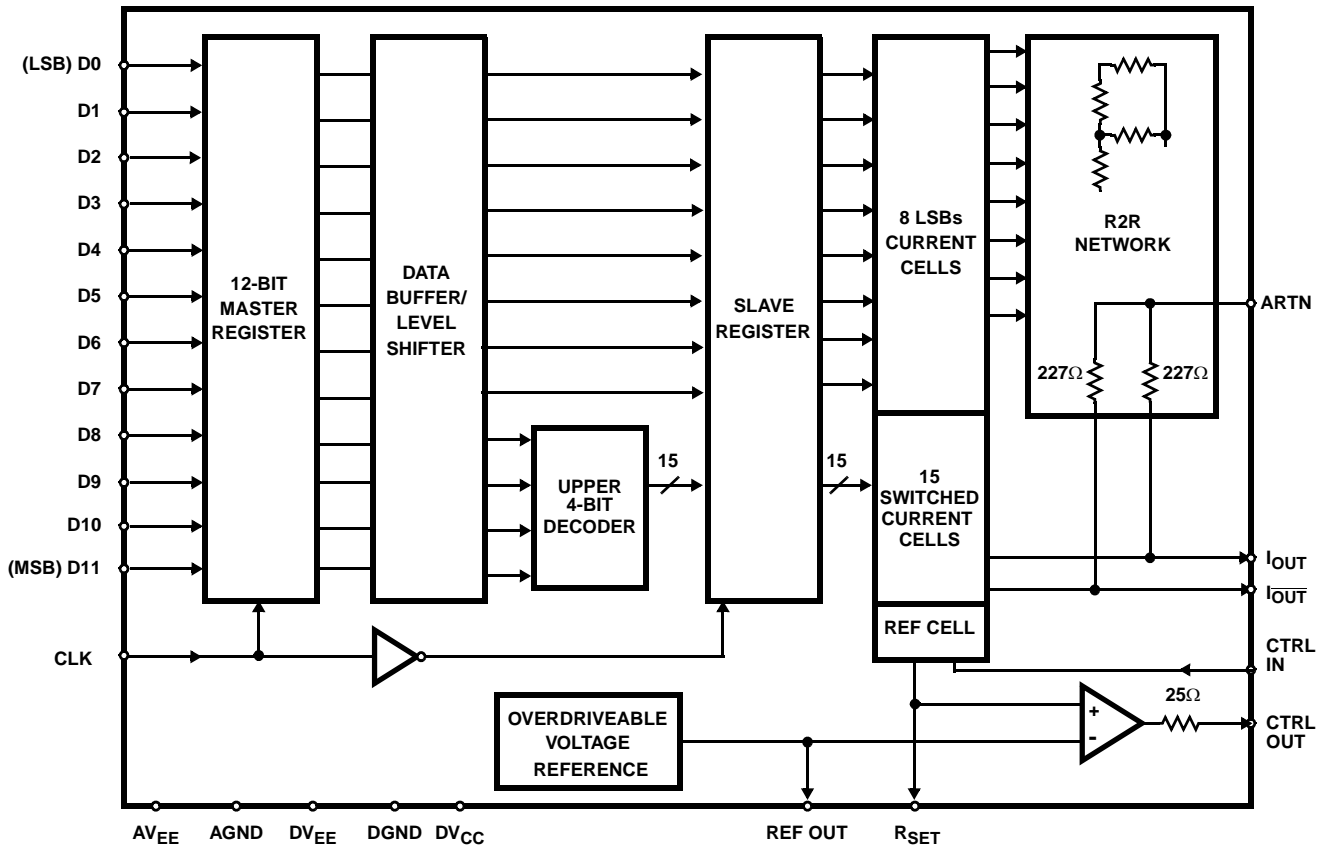 (LSB) D0
D1
D2
D3
D4
D5
D6
D7
D8
D9
D10
(MSB) D11
CLK
12-BIT
MASTER
REGISTER
DATA
BUFFER/
LEVEL
SHIFTER
UPPER
4-BIT
DECODER
15
SLAVE
REGISTER
15
8 LSBs
CURRENT
CELLS
15
SWITCHED
CURRENT
CELLS
REF CELL
R2R
NETWORK
227Ω
227Ω
ARTN
IOUT
IOUT
CTRL
IN
25Ω
CTRL
OUT
+
-
OVERDRIVEABLE
VOLTAGE
REFERENCE
AVEE
AGND
DVEE
DGND
DVCC
REF OUT
RSET